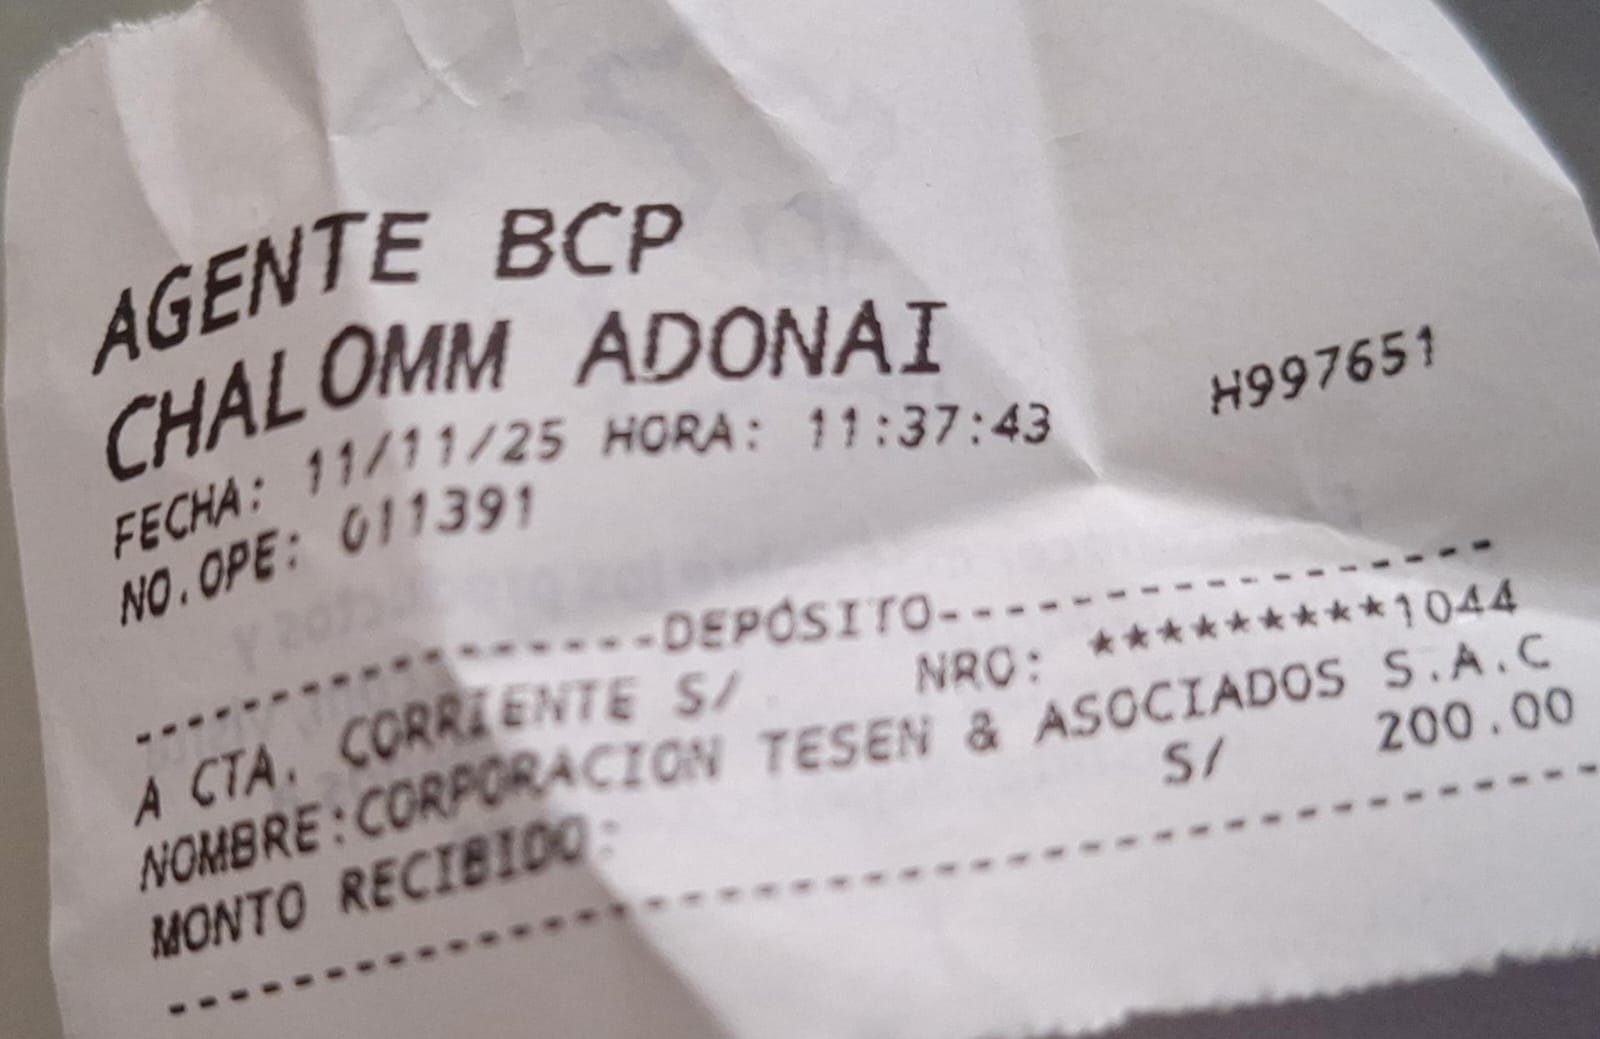 AGENTE BCP
CHALOMM ADONAI
FECHA: 11/11/25 HORA: 11:37:43 H997651
NO.OPE: 011391
-----------------DEPÓSITO------------------
A CTA. CORRIENTE S/ NRO: *********1044
NOMBRE:CORPORACION TESEN & ASOCIADOS S.A.C
MONTO RECIBIDO: S/ 200.00
--------------------------------------------